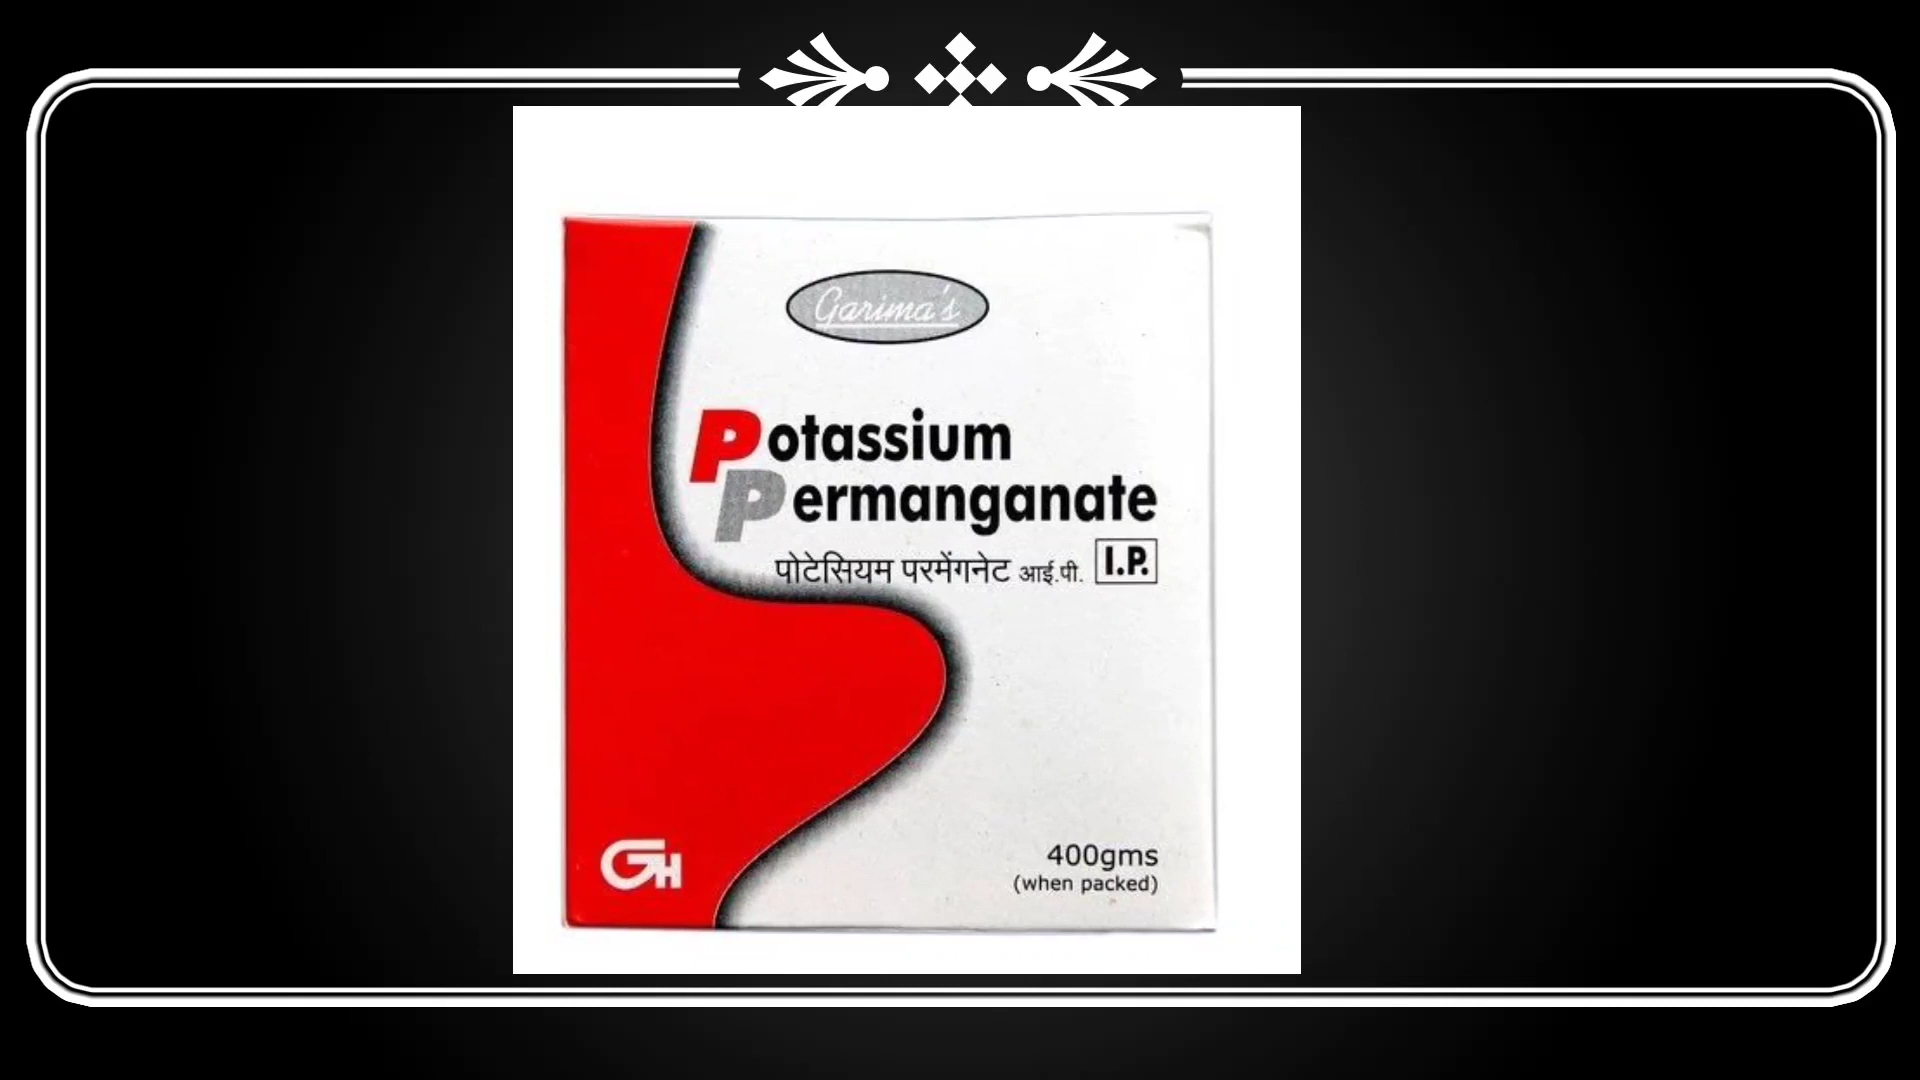 Garima's
Potassium
Permanganate
पोटेसियम परमेंगनेट आई.पी. I.P.
GH
400gms
(when packed)